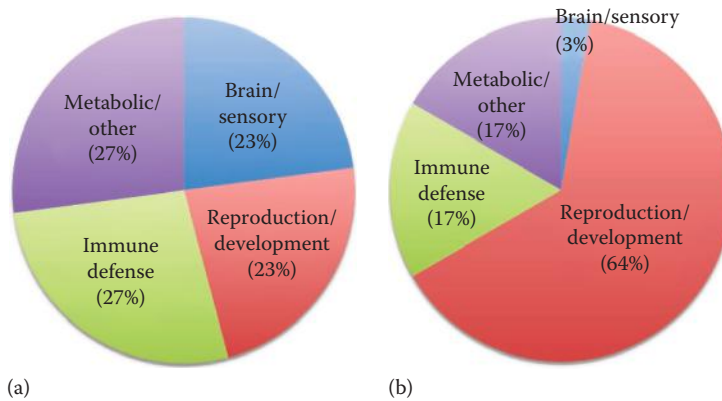 Metabolic/
other
(27%)
Brain/
sensory
(23%)
Immune
defense
(27%)
Reproduction/
development
(23%)
(a)
Brain/sensory
(3%)
Metabolic/
other
(17%)
Immune
defense
(17%)
Reproduction/
development
(64%)
(b)